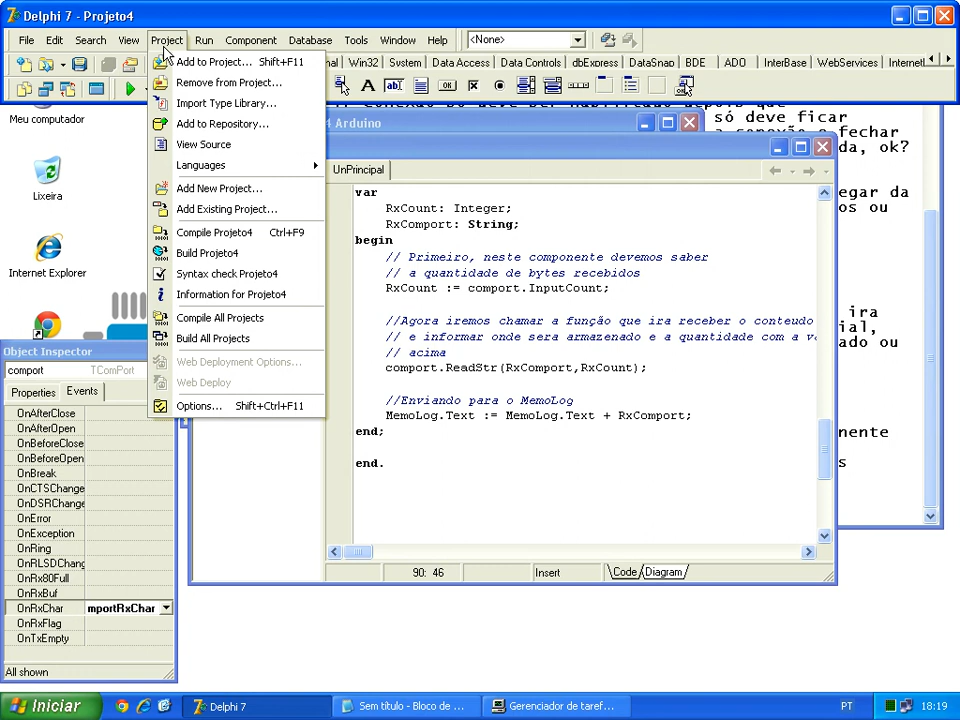 Delphi 7 - Projeto4
File Edit Search View Project Run Component Database Tools Window Help <None>
Win32 System Data Access Data Controls dbExpress DataSnap BDE ADO InterBase WebServices Internet
Add to Project... Shift+F11
Remove from Project...
Import Type Library...
Add to Repository...
View Source
Languages
Add New Project...
Add Existing Project...
Compile Projeto4 Ctrl+F9
Build Projeto4
Syntax check Projeto4
Information for Projeto4
Compile All Projects
Build All Projects
Web Deployment Options...
Web Deploy
Options... Shift+Ctrl+F11
Meu computador
Lixeira
Internet Explorer
só deve ficar
a conexão e fechar
da, ok?
egar da
os ou
ira
ial,
ado ou
nente
s
4 Arduino
UnPrincipal
var
RxCount: Integer;
RxComport: String;
begin
// Primeiro, neste componente devemos saber
// a quantidade de bytes recebidos
RxCount := comport.InputCount;
//Agora iremos chamar a função que ira receber o conteudo
// e informar onde sera armazenado e a quantidade com a va
// acima
comport.ReadStr(RxComport,RxCount);
//Enviando para o MemoLog
MemoLog.Text := MemoLog.Text + RxComport;
end;
end.
90: 46 Insert Code Diagram
Object Inspector
comport TComPort
Properties Events
OnAfterClose
OnAfterOpen
OnBeforeClose
OnBeforeOpen
OnBreak
OnCTSChange
OnDSRChange
OnError
OnException
OnRing
OnRLSDChang
OnRx80Full
OnRxBuf
OnRxChar mportRxChar
OnRxFlag
OnTxEmpty
All shown
Iniciar Delphi 7 Sem título - Bloco de ... Gerenciador de taref... PT 18:19